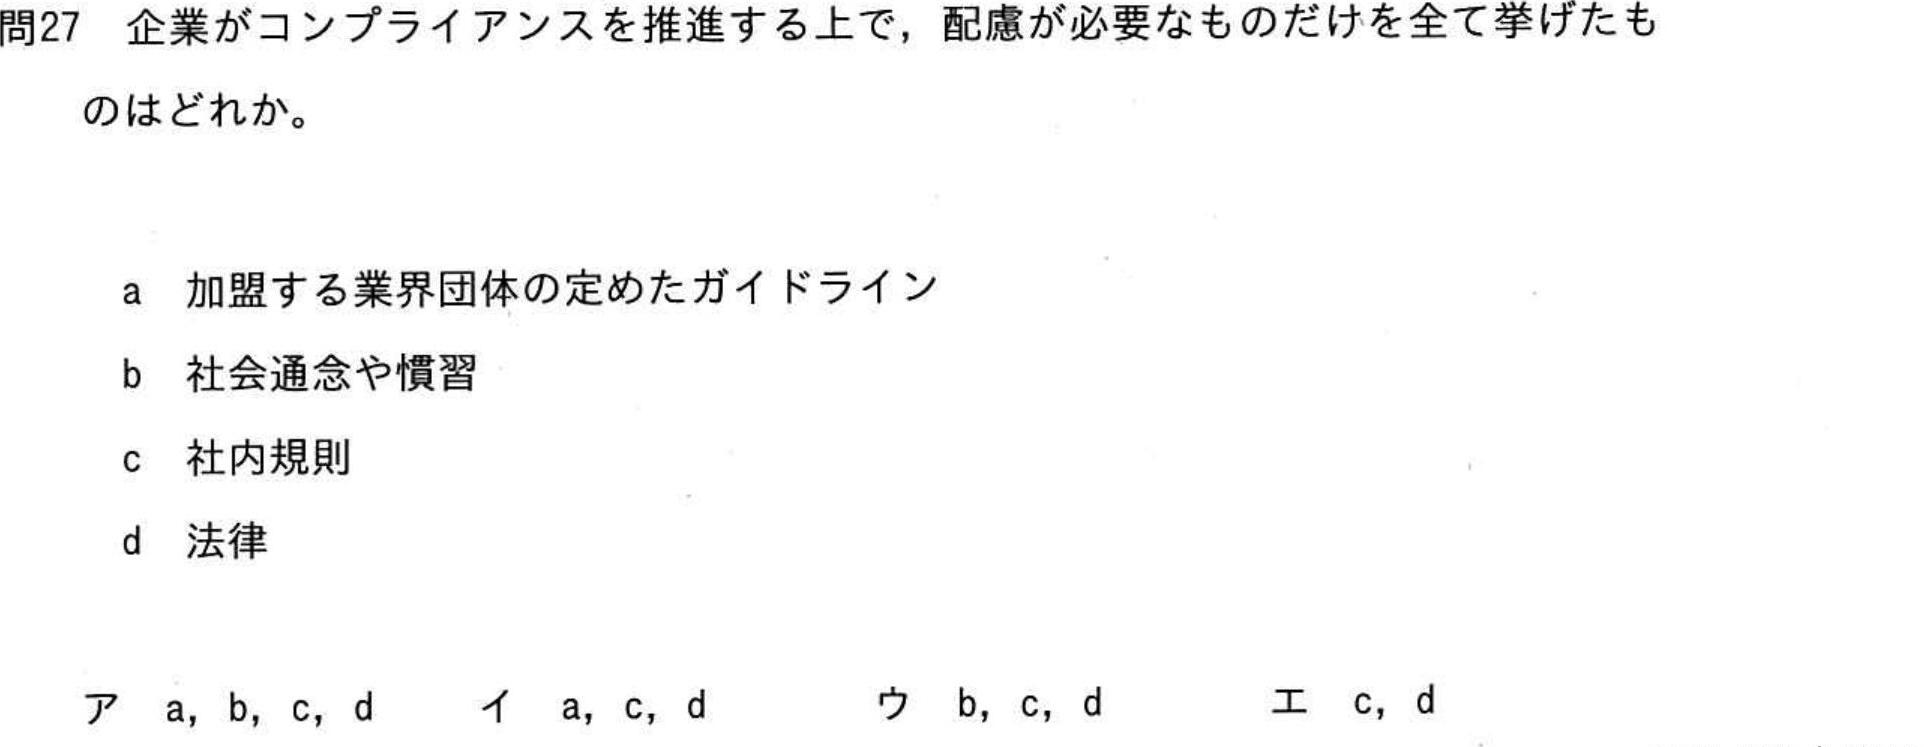 問27　企業がコンプライアンスを推進する上で，配慮が必要なものだけを全て挙げたも
のはどれか。
a　加盟する業界団体の定めたガイドライン
b　社会通念や慣習
c　社内規則
d　法律
ア　a，b，c，d　イ　a，c，d　ウ　b，c，d　エ　c，d